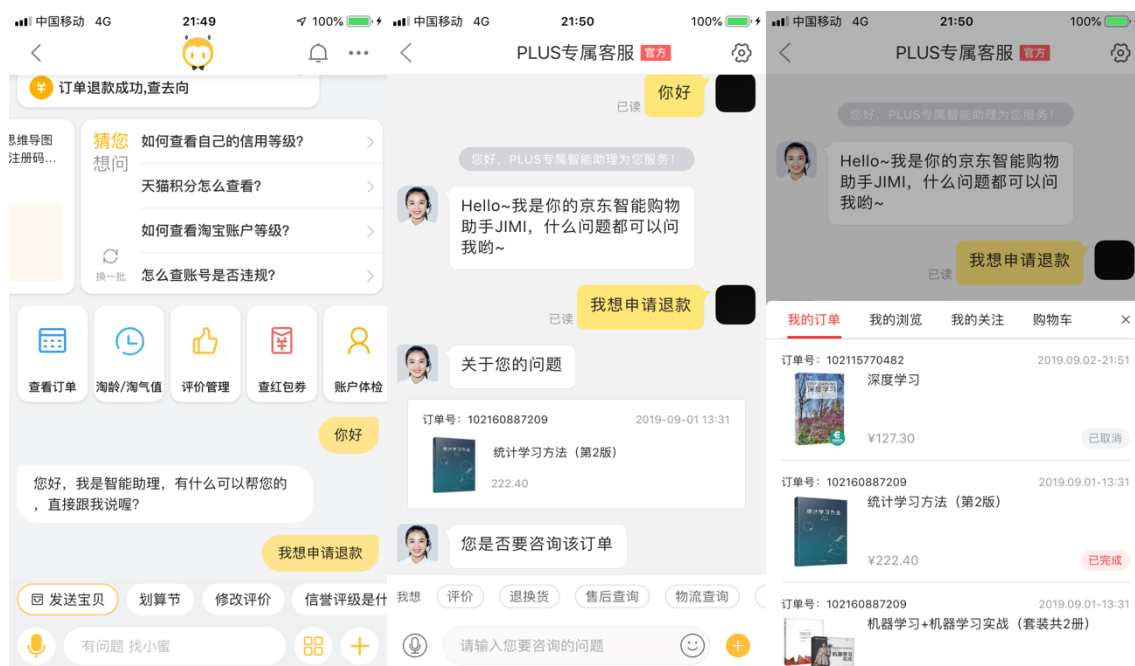 中国移动 4G 21:49 100%
订单退款成功,查去向
思维导图
注册码...
猜您
想问
换一批
如何查看自己的信用等级?
天猫积分怎么查看?
如何查看淘宝账户等级?
怎么查账号是否违规?
查看订单
淘龄/淘气值
评价管理
查红包券
账户体检
你好
您好，我是智能助理，有什么可以帮您的
，直接跟我说喔?
我想申请退款
发送宝贝
划算节
修改评价
信誉评级是什
有问题 找小蜜
中国移动 4G 21:50 100%
PLUS专属客服 官方
你好
已读
您好，PLUS专属智能助理为您服务!
Hello~我是你的京东智能购物
助手JIMI，什么问题都可以问
我哟~
我想申请退款
已读
关于您的问题
订单号：102160887209 2019-09-01 13:31
统计学习方法（第2版）
222.40
您是否要咨询该订单
我想
评价
退换货
售后查询
物流查询
请输入您要咨询的问题
中国移动 4G 21:50 100%
PLUS专属客服 官方
您好，PLUS专属智能助理为您服务!
Hello~我是你的京东智能购物
助手JIMI，什么问题都可以问
我哟~
我想申请退款
已读
我的订单 我的浏览 我的关注 购物车 ×
订单号：102115770482 2019.09.02-21:51
深度学习
¥127.30
已取消
订单号：102160887209 2019.09.01-13:31
统计学习方法（第2版）
¥222.40
已完成
订单号：102160887209 2019.09.01-13:31
机器学习+机器学习实战（套装共2册）